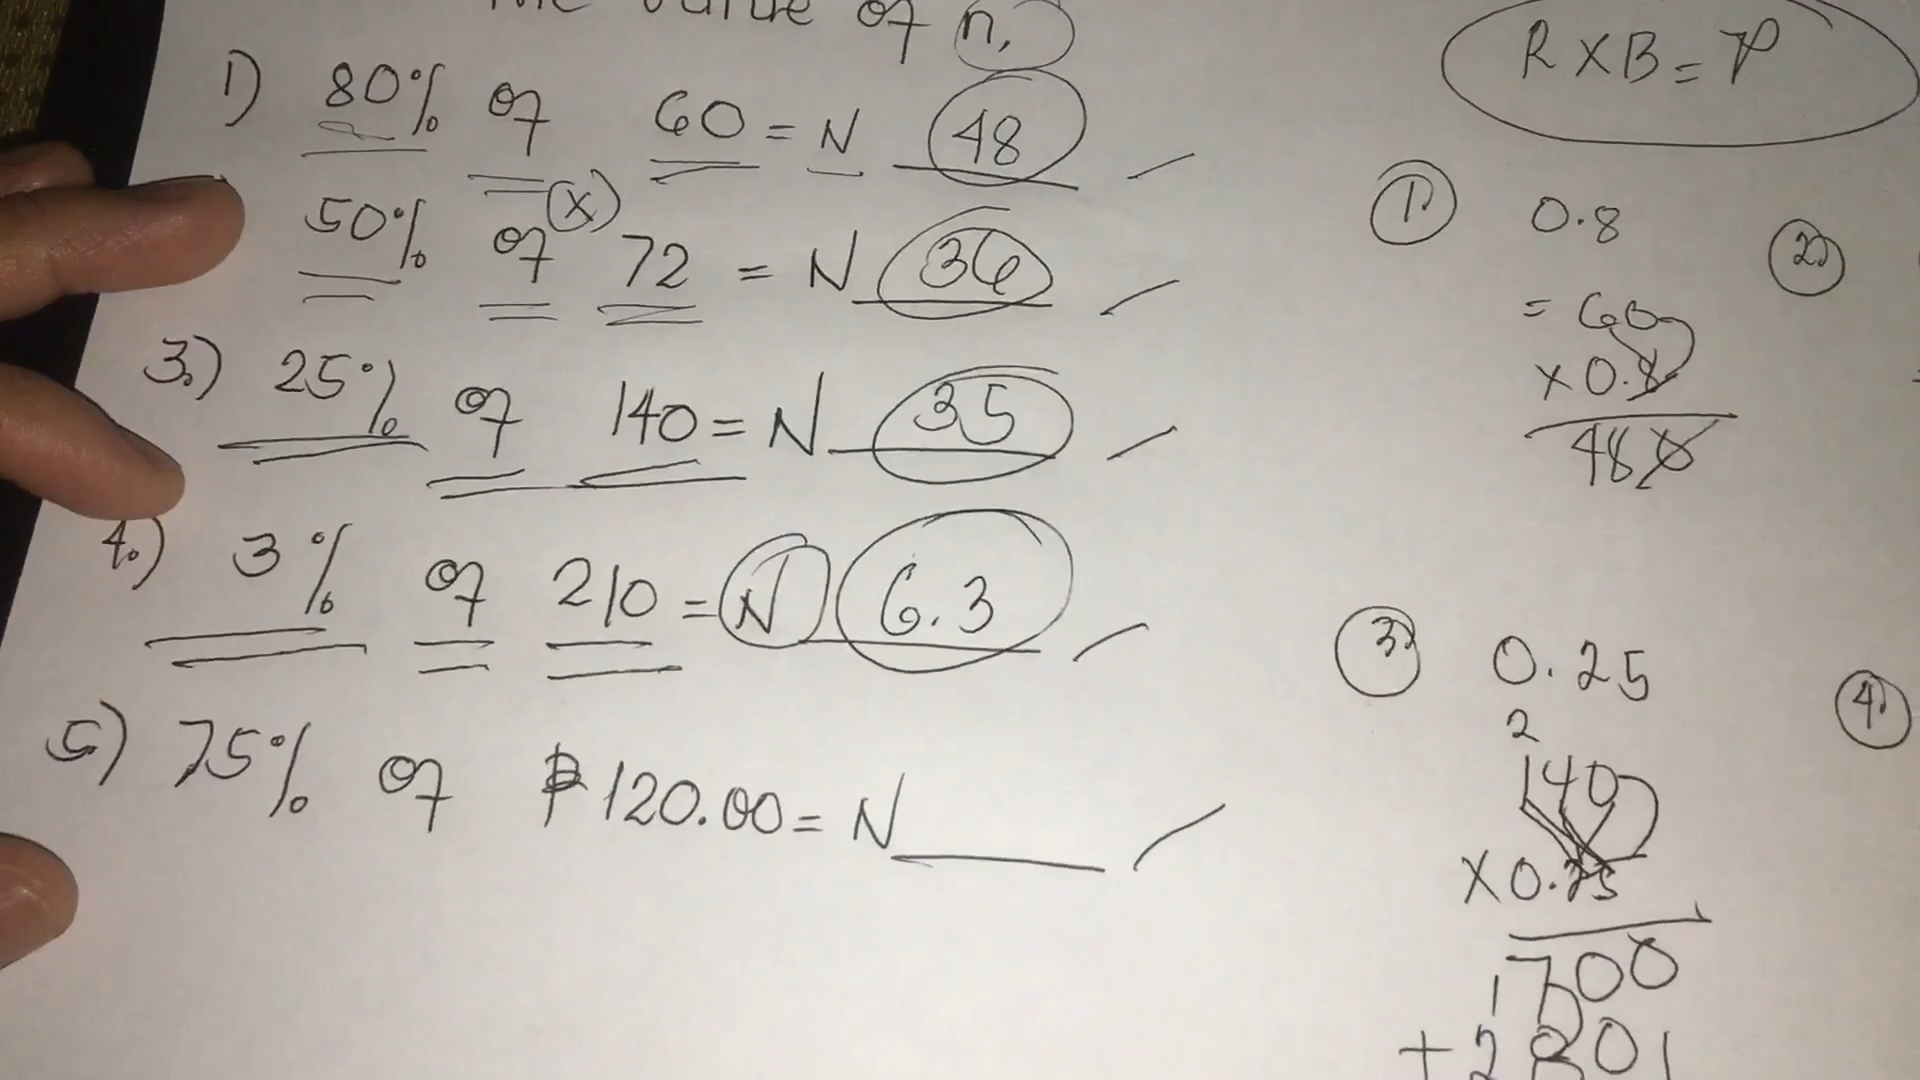 the value of n.
1) 80% of 60 = N 48
50% of (x) 72 = N 36
3.) 25% of 140 = N 35
4.) 3% of 210 = N 6.3
5) 75% of ₱120.00 = N
R X B = P
1) 0.8
= 60
X 0.8
480
2)
3) 0.25
2
140
X 0.25
1
700
+ 280
4)